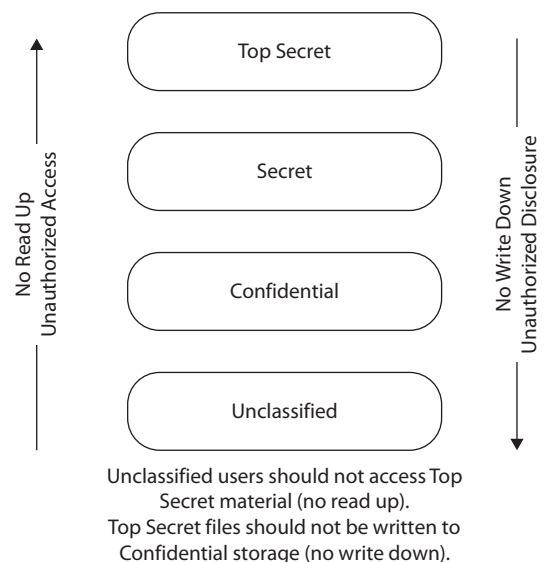 Top Secret
Secret
Confidential
Unclassified
No Read Up
Unauthorized Access
No Write Down
Unauthorized Disclosure
Unclassified users should not access Top
Secret material (no read up).
Top Secret files should not be written to
Confidential storage (no write down).